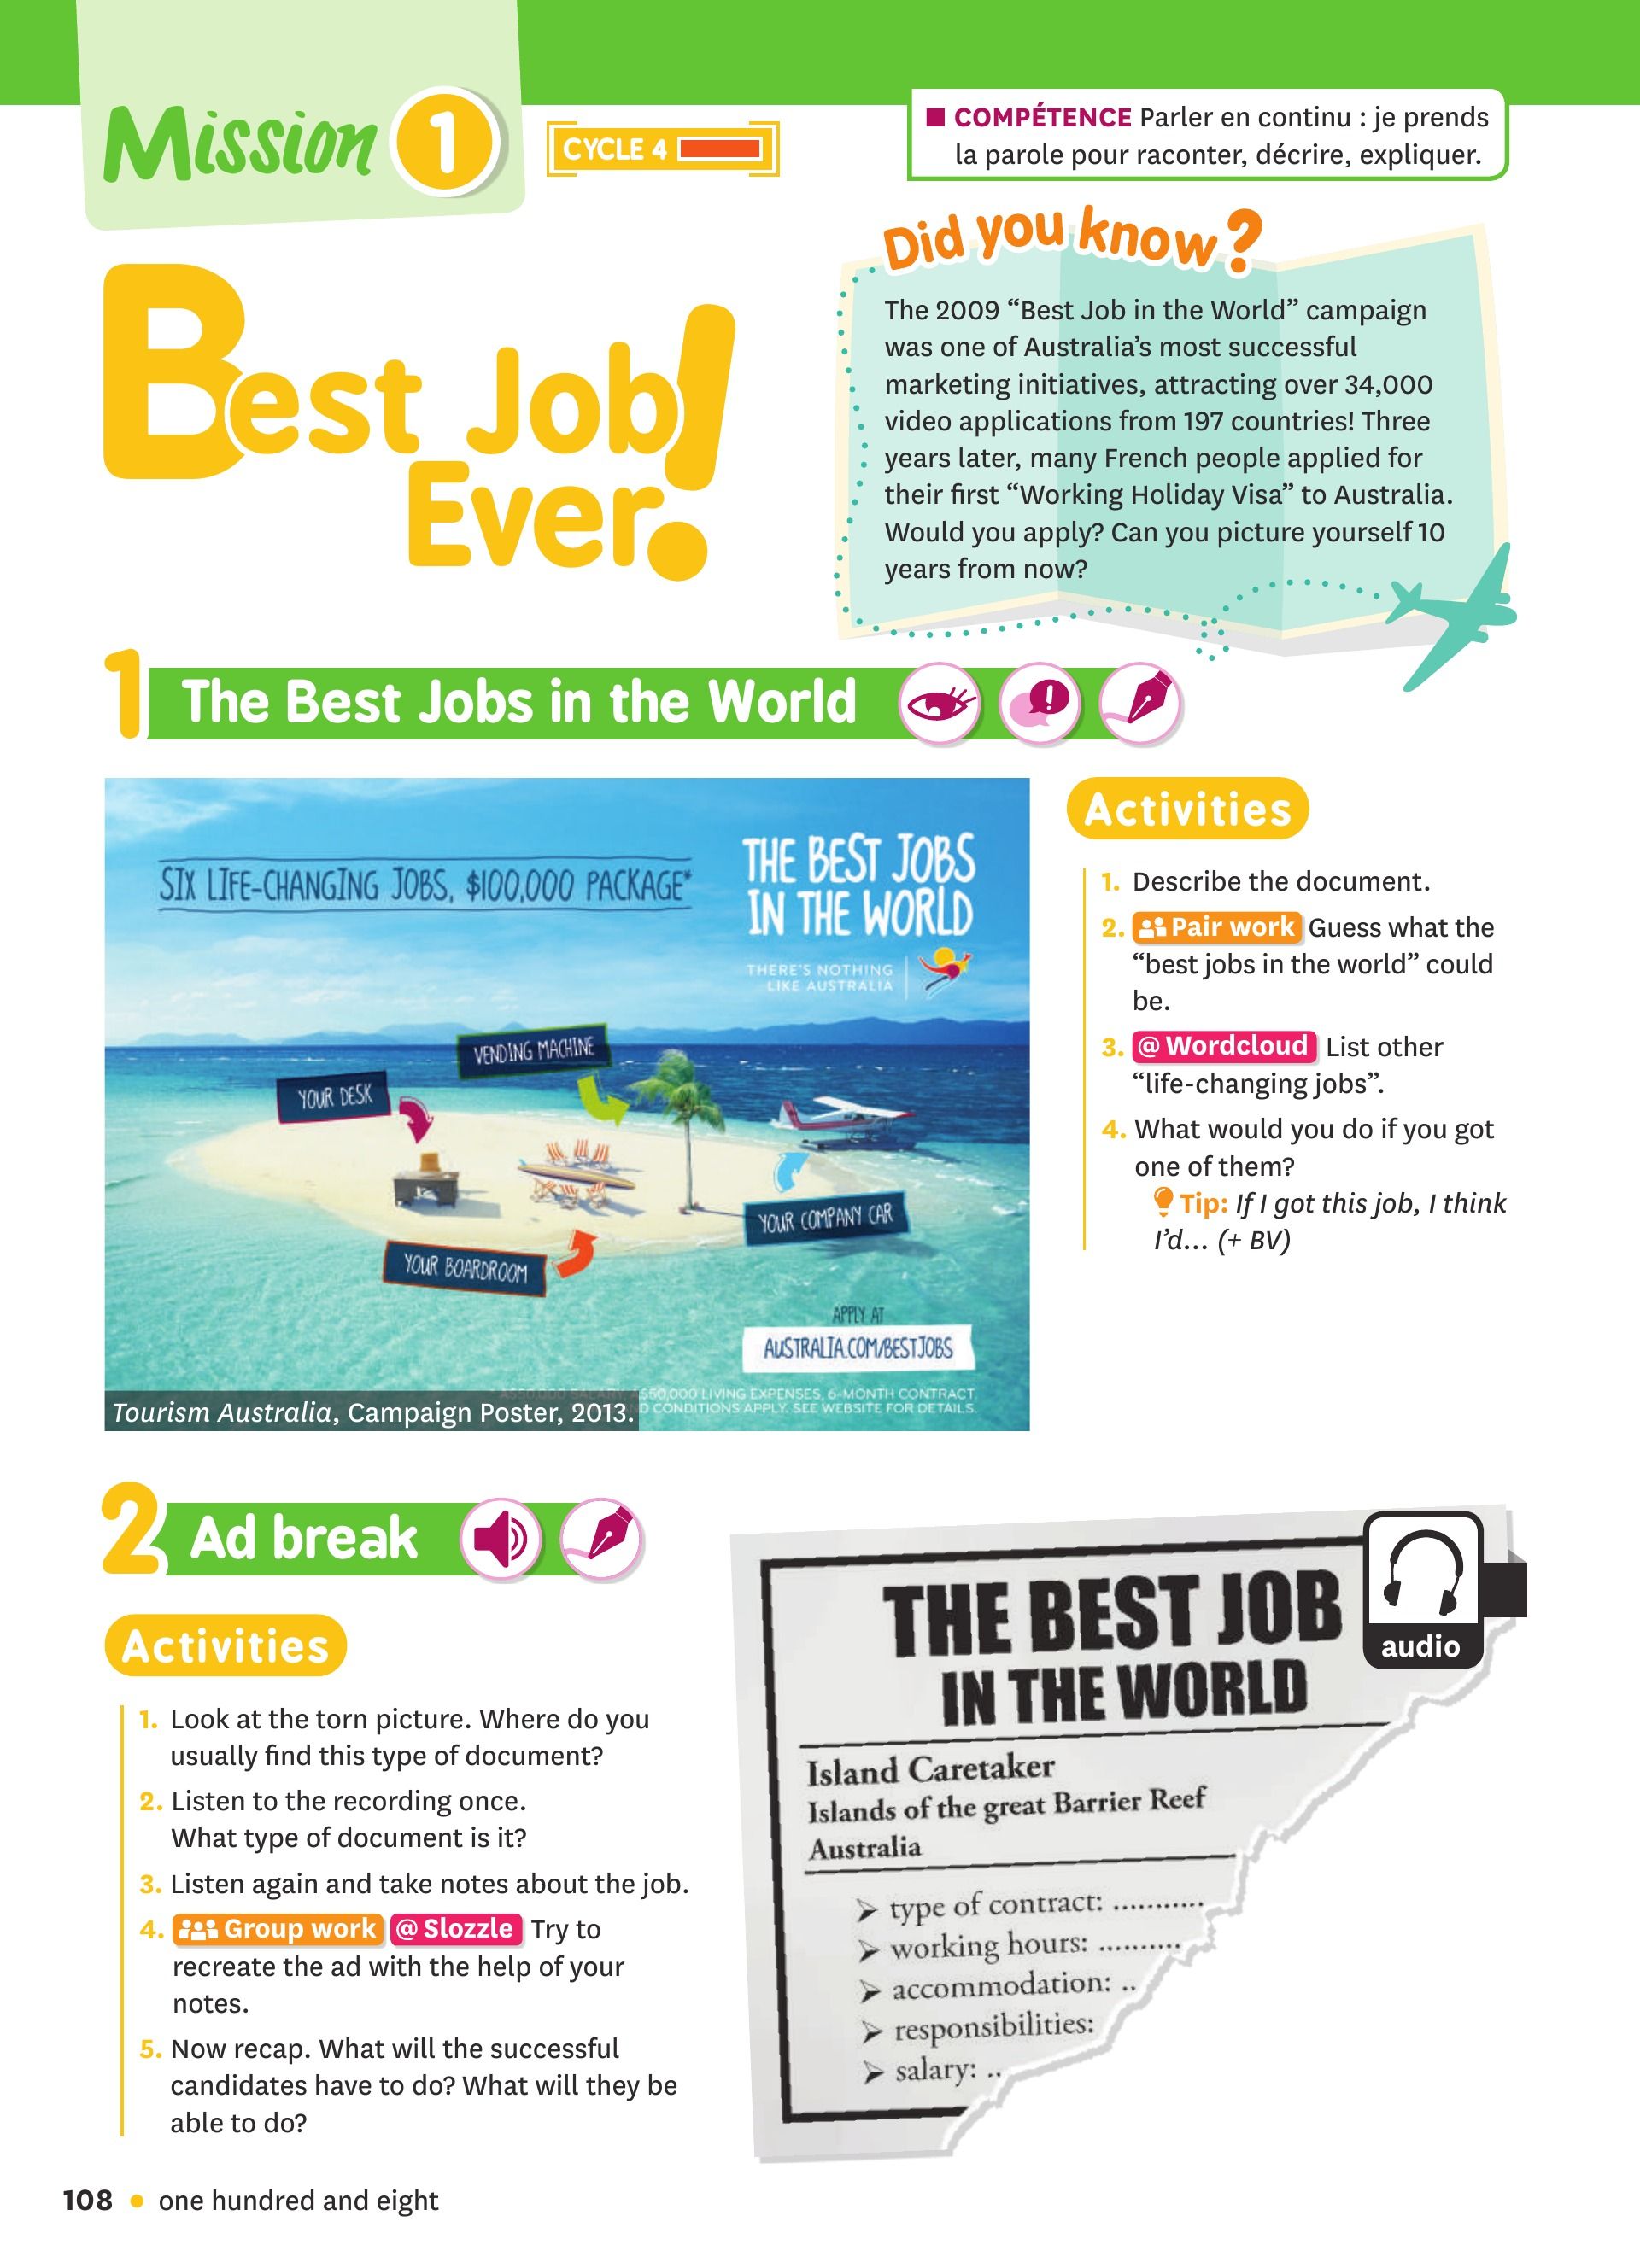 Mission 1
CYCLE 4
■ COMPÉTENCE Parler en continu : je prends
la parole pour raconter, décrire, expliquer.
Best Job
Ever!
Did you know?
The 2009 “Best Job in the World” campaign
was one of Australia’s most successful
marketing initiatives, attracting over 34,000
video applications from 197 countries! Three
years later, many French people applied for
their first “Working Holiday Visa” to Australia.
Would you apply? Can you picture yourself 10
years from now?
1 The Best Jobs in the World
SIX LIFE-CHANGING JOBS, $100,000 PACKAGE*
THE BEST JOBS
IN THE WORLD
THERE'S NOTHING
LIKE AUSTRALIA
VENDING MACHINE
YOUR DESK
YOUR COMPANY CAR
YOUR BOARDROOM
APPLY AT
AUSTRALIA.COM/BESTJOBS
$50,000 LIVING EXPENSES, 6-MONTH CONTRACT,
CONDITIONS APPLY. SEE WEBSITE FOR DETAILS.
Tourism Australia, Campaign Poster, 2013.
Activities
1. Describe the document.
2. Pair work Guess what the
“best jobs in the world” could
be.
3. @ Wordcloud List other
“life-changing jobs”.
4. What would you do if you got
one of them?
Tip: If I got this job, I think
I’d... (+ BV)
2 Ad break
Activities
1. Look at the torn picture. Where do you
usually find this type of document?
2. Listen to the recording once.
What type of document is it?
3. Listen again and take notes about the job.
4. Group work @ Slozzle Try to
recreate the ad with the help of your
notes.
5. Now recap. What will the successful
candidates have to do? What will they be
able to do?
audio
THE BEST JOB
IN THE WORLD
Island Caretaker
Islands of the great Barrier Reef
Australia
➢ type of contract: ...........
➢ working hours: ..........
➢ accommodation: ..
➢ responsibilities:
➢ salary: ..
108 • one hundred and eight